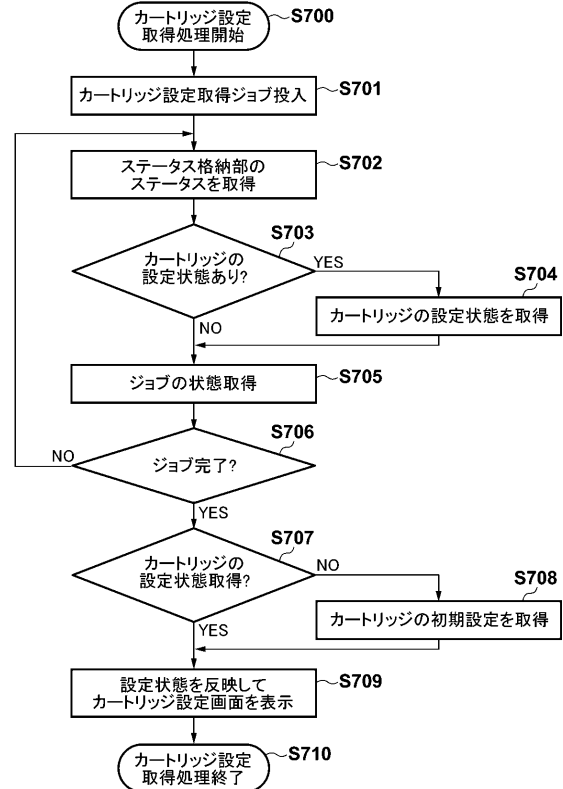 カートリッジ設定
取得処理開始
S700
カートリッジ設定取得ジョブ投入
S701
ステータス格納部の
ステータスを取得
S702
カートリッジの
設定状態あり?
S703
YES
カートリッジの設定状態を取得
S704
NO
ジョブの状態取得
S705
ジョブ完了?
S706
NO
YES
カートリッジの
設定状態取得?
S707
NO
カートリッジの初期設定を取得
S708
YES
設定状態を反映して
カートリッジ設定画面を表示
S709
カートリッジ設定
取得処理終了
S710